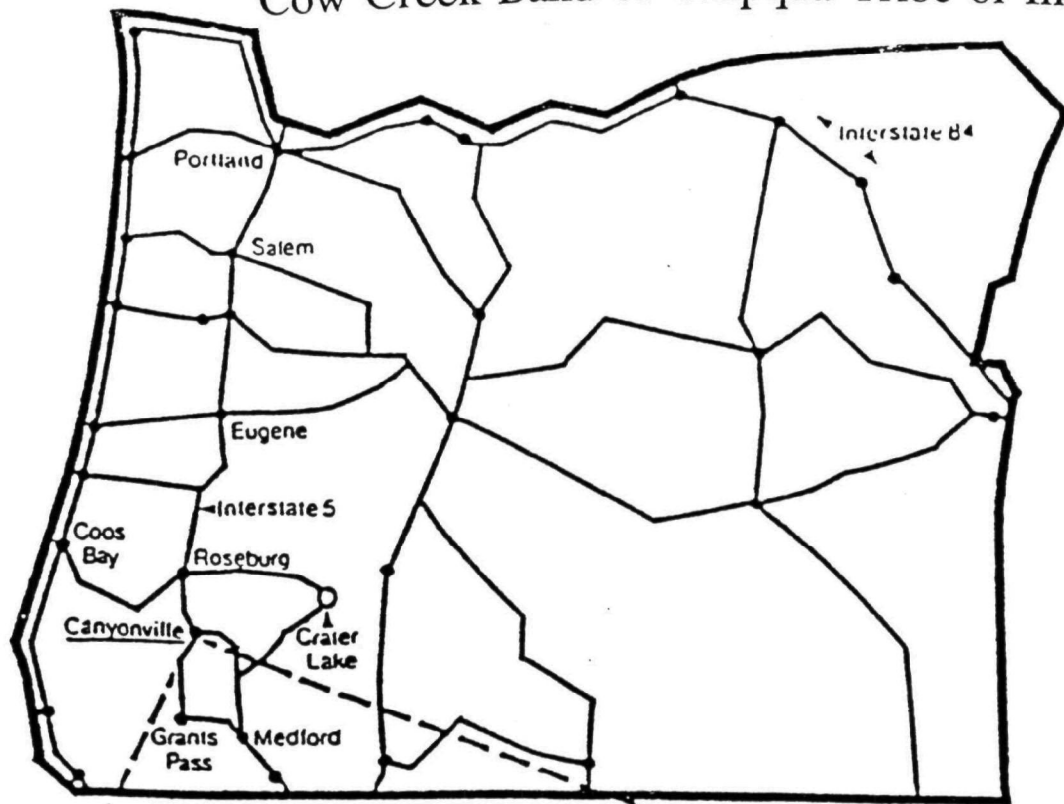 Cow Creek Band of Umpqua Tribe of
Interstate 84
Portland
Salem
Eugene
Interstate 5
Coos
Bay
Roseburg
Canyonville
Crater
Lake
Grants
Pass
Medford